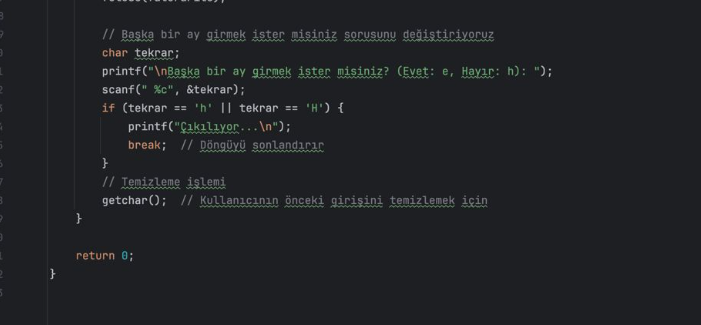 // Başka bir ay girmek ister misiniz sorusunu değiştiriyoruz
char tekrar;
printf("\nBaşka bir ay girmek ister misiniz? (Evet: e, Hayır: h): ");
scanf(" %c", &tekrar);
if (tekrar == 'h' || tekrar == 'H') {
printf("Çıkılıyor...\n");
break;  // Döngüyü sonlandırır
}
// Temizleme işlemi
getchar();  // Kullanıcının önceki girişini temizlemek için
}
return 0;
}